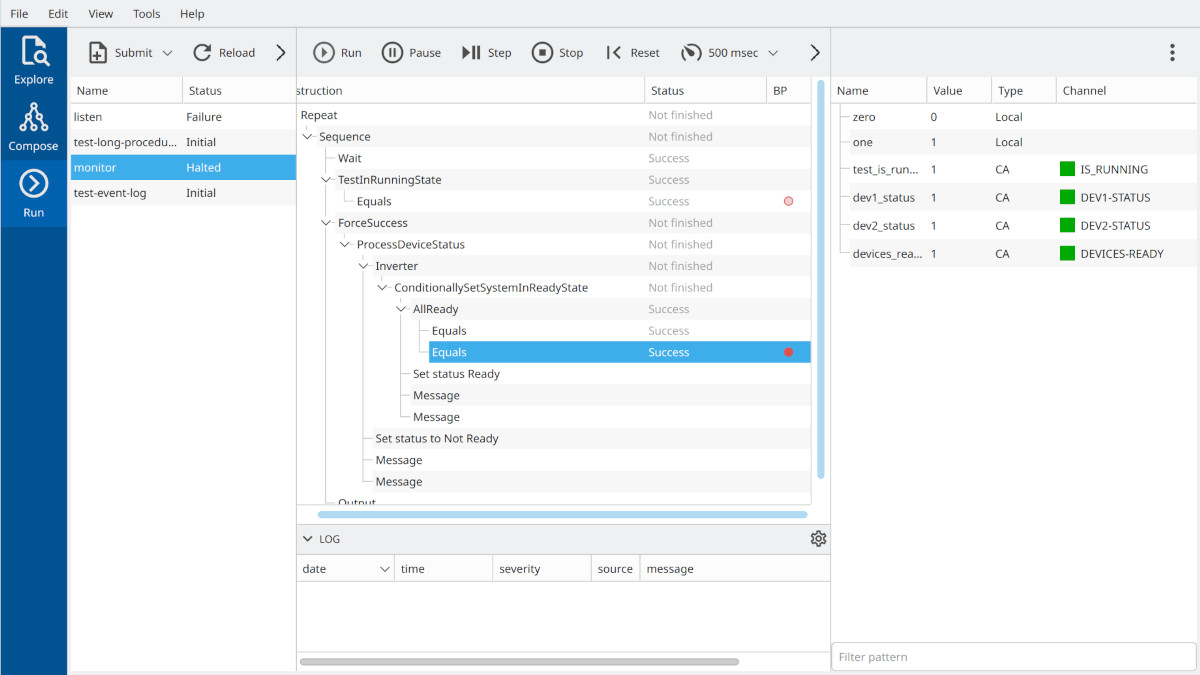 File Edit View Tools Help
Explore
Compose
Run
Submit Reload
Name Status
listen Failure
test-long-procedu... Initial
monitor Halted
test-event-log Initial
Run Pause Step Stop Reset 500 msec
struction Status BP
Repeat Not finished
Sequence Not finished
Wait Success
TestInRunningState Success
Equals Success
ForceSuccess Not finished
ProcessDeviceStatus Not finished
Inverter Not finished
ConditionallySetSystemInReadyState Not finished
AllReady Success
Equals Success
Equals Success
Set status Ready
Message
Message
Set status to Not Ready
Message
Message
Output
LOG
date time severity source message
Name Value Type Channel
zero 0 Local
one 1 Local
test_is_run... 1 CA IS_RUNNING
dev1_status 1 CA DEV1-STATUS
dev2_status 1 CA DEV2-STATUS
devices_rea... 1 CA DEVICES-READY
Filter pattern